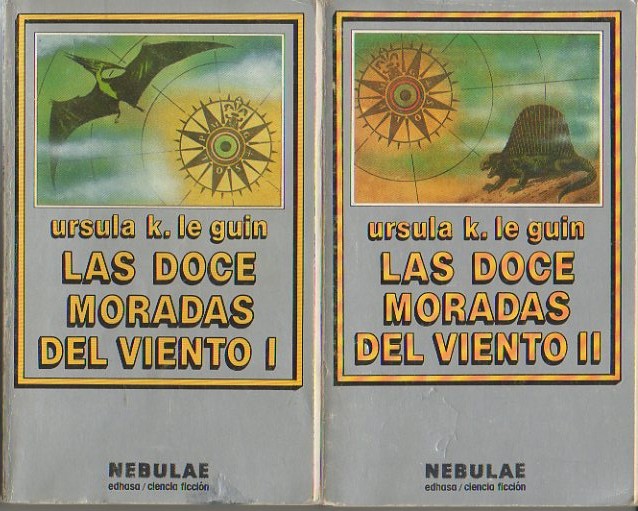 ursula k. le guin
LAS DOCE
MORADAS
DEL VIENTO I
NEBULAE
edhasa/ciencia ficción
ursula k. le guin
LAS DOCE
MORADAS
DEL VIENTO II
NEBULAE
edhasa/ciencia ficción